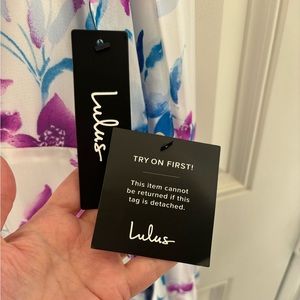 Lulus
TRY ON FIRST!
This item cannot
be returned if this
tag is detached.
Lulus